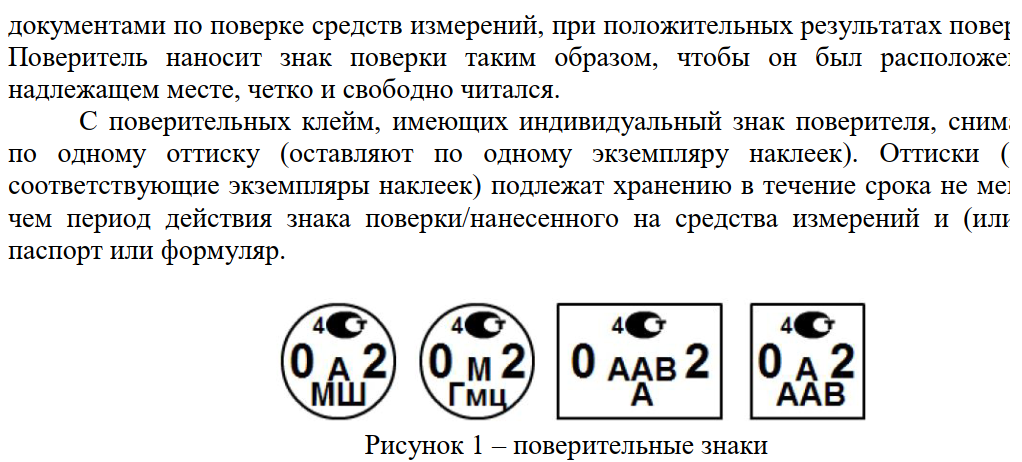 документами по поверке средств измерений, при положительных результатах повер
Поверитель наносит знак поверки таким образом, чтобы он был расположе
надлежащем месте, четко и свободно читался.
С поверительных клейм, имеющих индивидуальный знак поверителя, сним
по одному оттиску (оставляют по одному экземпляру наклеек). Оттиски (
соответствующие экземпляры наклеек) подлежат хранению в течение срока не ме
чем период действия знака поверки/нанесенного на средства измерений и (или
паспорт или формуляр.
4 4 4 4
0 А 2 0 М 2 0 ААВ 2 0 А 2
МШ Гмц А ААВ
Рисунок 1 – поверительные знаки